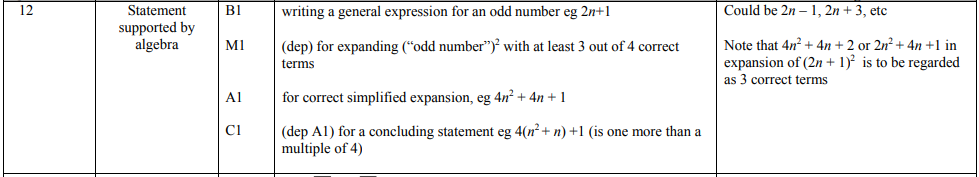 12 Statement supported by algebra B1 writing a general expression for an odd number eg 2n+1 Could be 2n – 1, 2n + 3, etc
M1 (dep) for expanding (“odd number”)² with at least 3 out of 4 correct terms Note that 4n² + 4n + 2 or 2n² + 4n +1 in expansion of (2n + 1)² is to be regarded as 3 correct terms
A1 for correct simplified expansion, eg 4n² + 4n + 1
C1 (dep A1) for a concluding statement eg 4(n² + n) +1 (is one more than a multiple of 4)